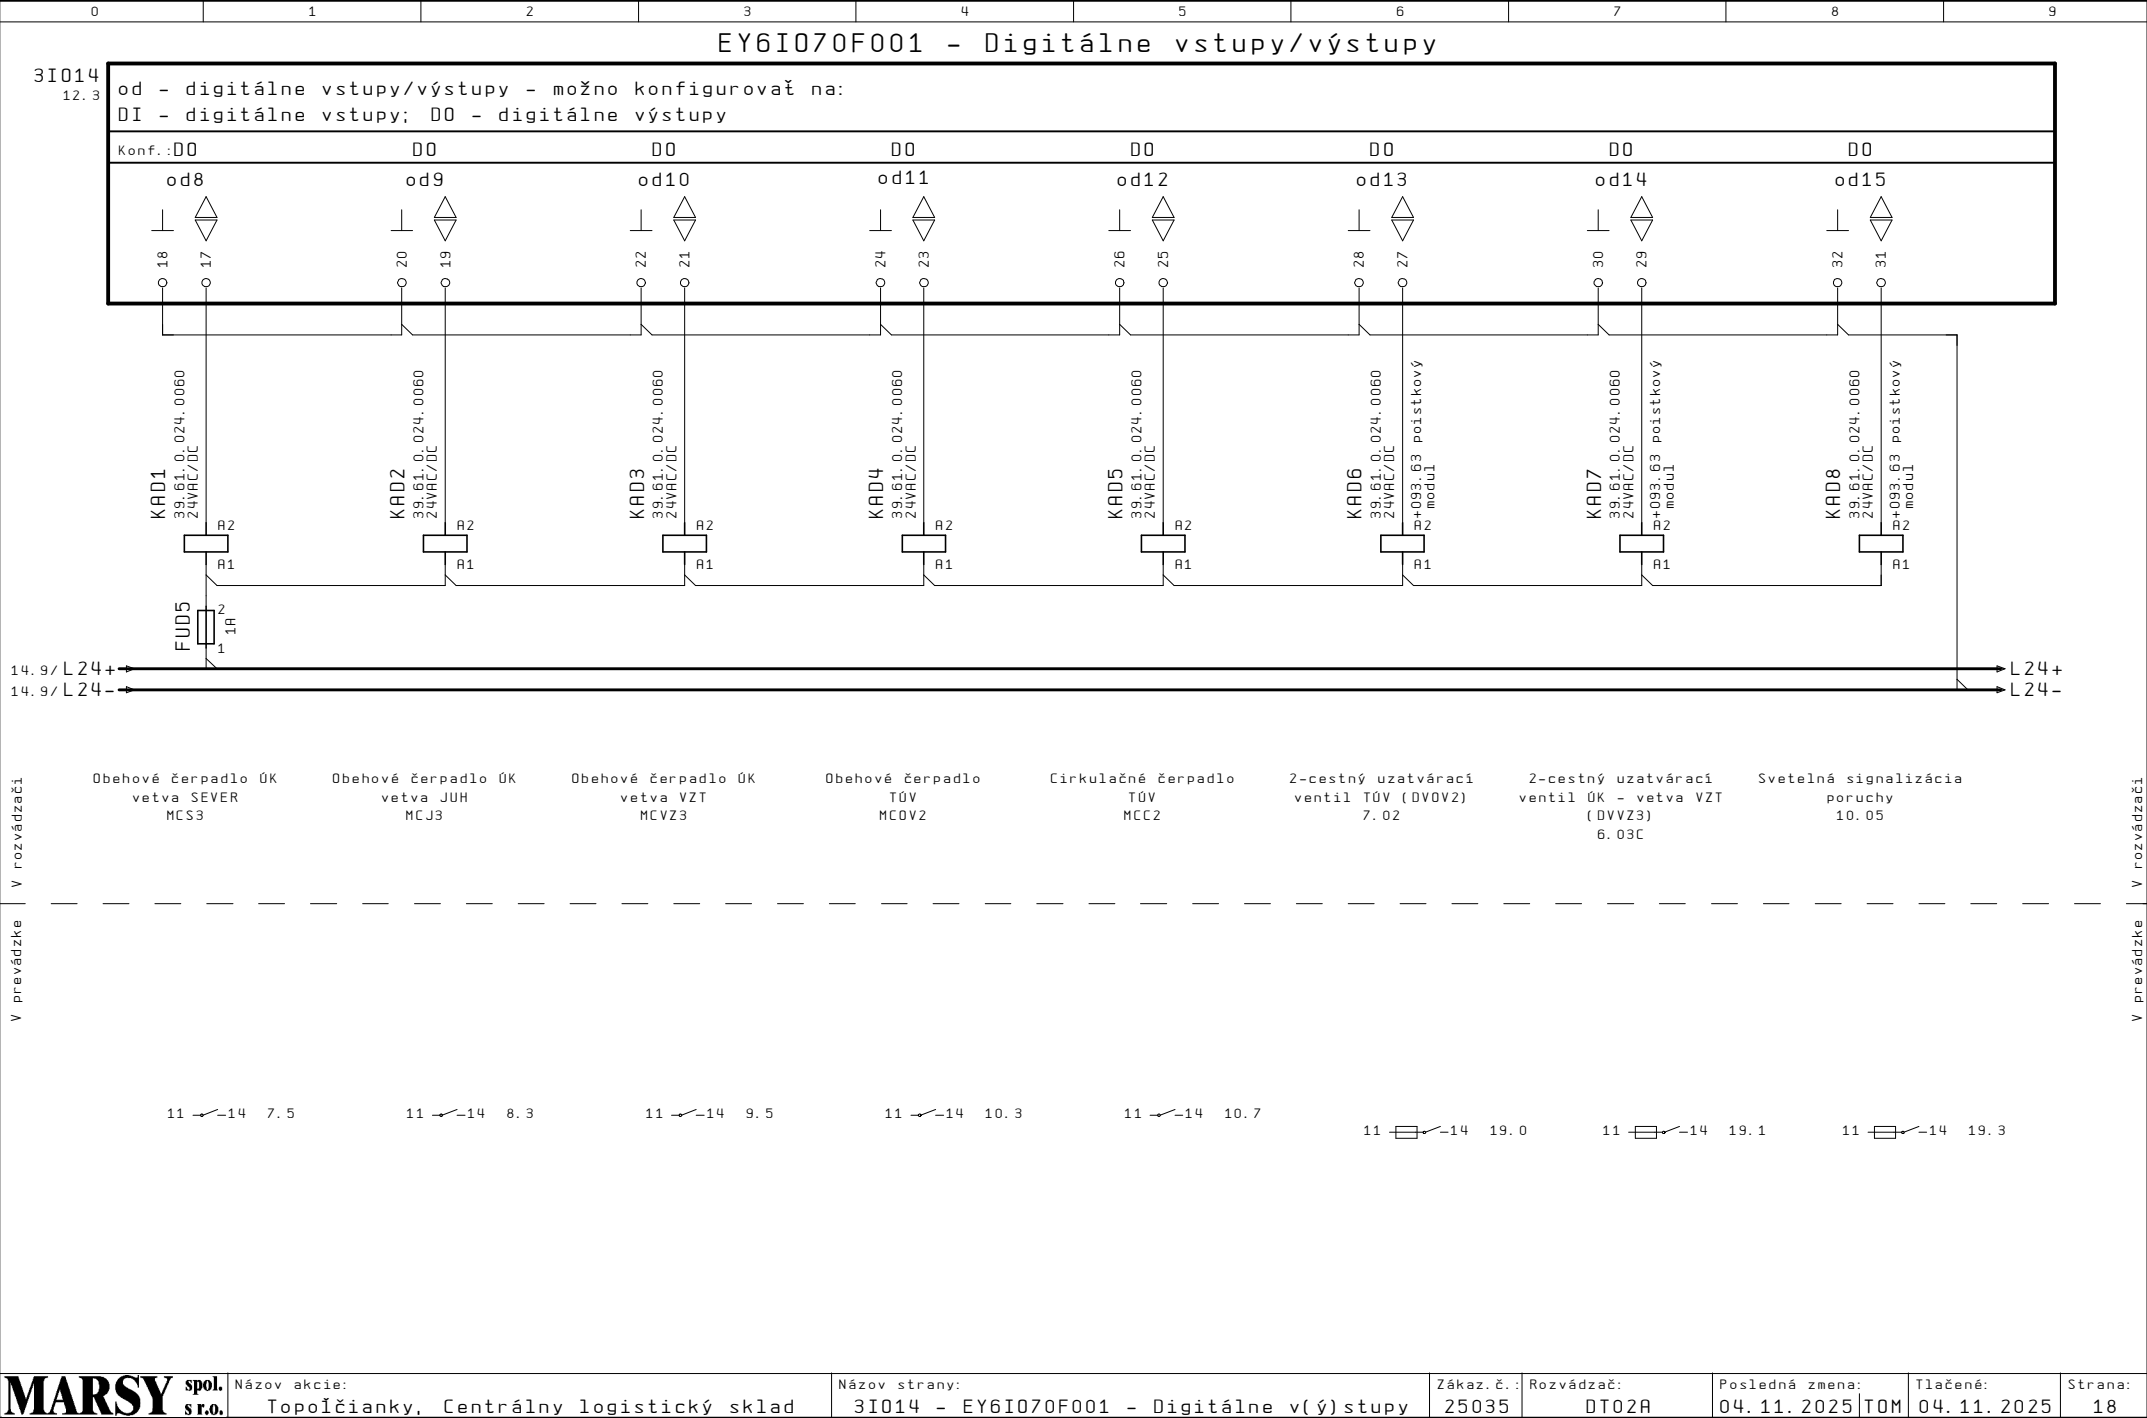 0 1 2 3 4 5 6 7 8 9
EY6IO70F001 - Digitálne vstupy/výstupy
3IO14
12.3
od - digitálne vstupy/výstupy - možno konfigurovať na:
DI - digitálne vstupy; DO - digitálne výstupy
Konf.:DO DO DO DO DO DO DO DO
od8 od9 od10 od11 od12 od13 od14 od15
18 17 20 19 22 21 24 23 26 25 28 27 30 29 32 31
KAD1
39.61.0.024.0060
24VAC/DC
KAD2
39.61.0.024.0060
24VAC/DC
KAD3
39.61.0.024.0060
24VAC/DC
KAD4
39.61.0.024.0060
24VAC/DC
KAD5
39.61.0.024.0060
24VAC/DC
KAD6
39.61.0.024.0060
24VAC/DC
+093.63 poistkový
modul
KAD7
39.61.0.024.0060
24VAC/DC
+093.63 poistkový
modul
KAD8
39.61.0.024.0060
24VAC/DC
+093.63 poistkový
modul
A2 A2 A2 A2 A2 A2 A2 A2
A1 A1 A1 A1 A1 A1 A1 A1
FUD5
2
1A
1
14.9/L24+ L24+
14.9/L24- L24-
V rozvádzači
Obehové čerpadlo ÚK
vetva SEVER
MCS3
Obehové čerpadlo ÚK
vetva JUH
MCJ3
Obehové čerpadlo ÚK
vetva VZT
MCVZ3
Obehové čerpadlo
TÚV
MCOV2
Cirkulačné čerpadlo
TÚV
MCC2
2-cestný uzatvárací
ventil TÚV (DVOV2)
7.02
2-cestný uzatvárací
ventil ÚK - vetva VZT
(DVVZ3)
6.03C
Svetelná signalizácia
poruchy
10.05
V rozvádzači
V prevádzke
V prevádzke
11 14 7.5
11 14 8.3
11 14 9.5
11 14 10.3
11 14 10.7
11 14 19.0
11 14 19.1
11 14 19.3
MARSY spol.
s r.o.
Názov akcie:
Topoľčianky, Centrálny logistický sklad
Názov strany:
3IO14 - EY6IO70F001 - Digitálne v(ý)stupy
Zákaz.č.:
25035
Rozvádzač:
DT02A
Posledná zmena:
04.11.2025 TOM
Tlačené:
04.11.2025
Strana:
18